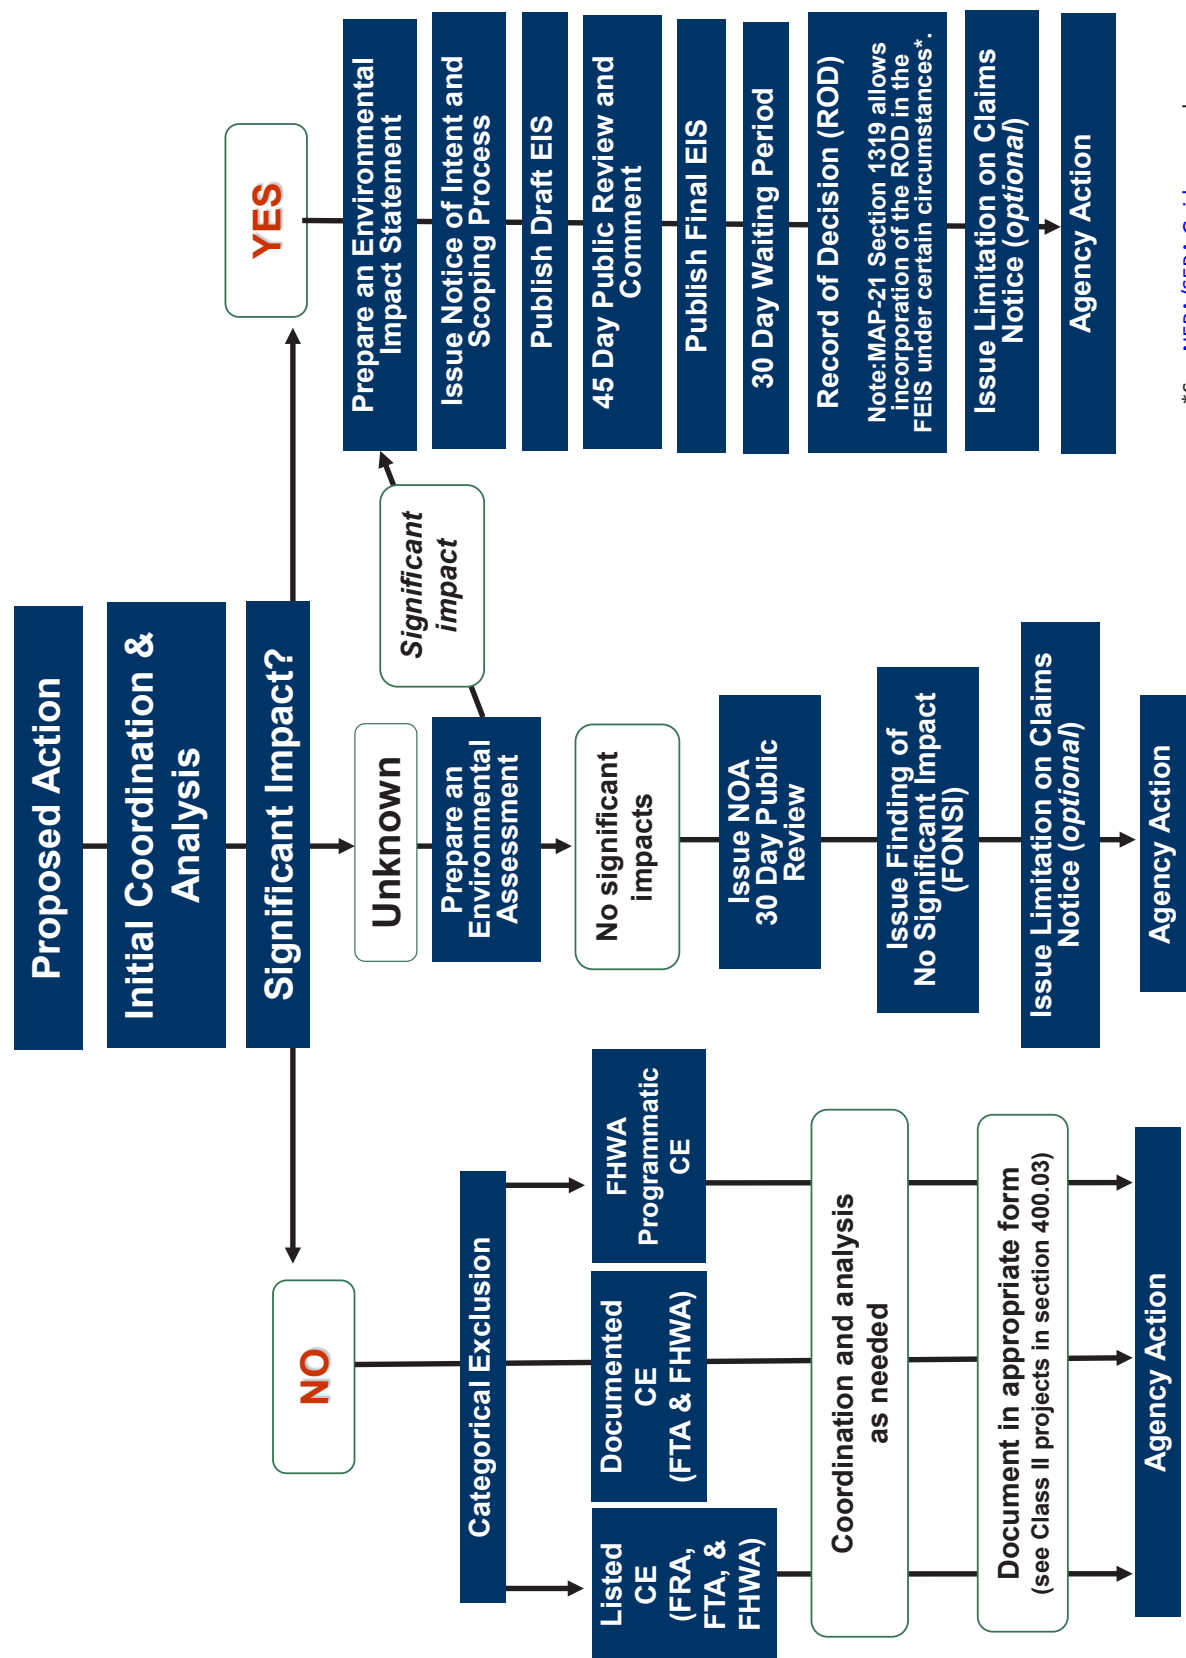 Proposed Action
Initial Coordination &
Analysis
Significant Impact?
NO
Categorical Exclusion
Listed
CE
(FRA,
FTA, &
FHWA)
Documented
CE
(FTA & FHWA)
FHWA
Programmatic
CE
Coordination and analysis
as needed
Document in appropriate form
(see Class II projects in section 400.03)
Agency Action
Unknown
Prepare an
Environmental
Assessment
Significant
impact
No significant
impacts
Issue NOA
30 Day Public
Review
Issue Finding of
No Significant Impact
(FONSI)
Issue Limitation on Claims
Notice (optional)
Agency Action
YES
Prepare an Environmental
Impact Statement
Issue Notice of Intent and
Scoping Process
Publish Draft EIS
45 Day Public Review and
Comment
Publish Final EIS
30 Day Waiting Period
Record of Decision (ROD)
Note:MAP-21 Section 1319 allows
incorporation of the ROD in the
FEIS under certain circumstances*.
Issue Limitation on Claims
Notice (optional)
Agency Action